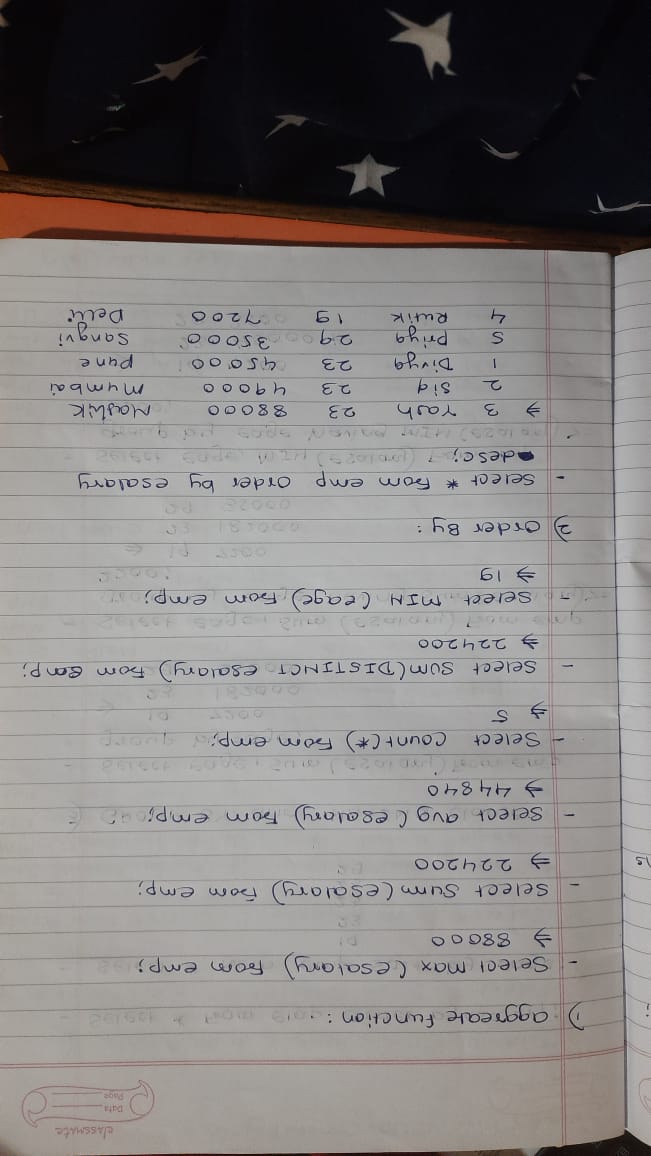 classmate
Date
Page
1) aggreate function :
- Select max (esalary) from emp;
⇒ 88000
- Select sum (esalary) from emp;
⇒ 224200
- Select avg (esalary) from emp;
⇒ 44840
- Select count(*) from emp;
⇒ 5
- Select sum(DISTINCT esalary) from emp;
⇒ 224200
- Select MIN (eage) from emp;
⇒ 19
2) Order By :
- Select * from emp order by esalary
desc;
⇒ 3 Yash 23 88000 Nashik
2 Sid 23 49000 Mumbai
1 Divya 23 45000 Pune
5 Priya 29 35000 Sangvi
4 Rutik 19 7200